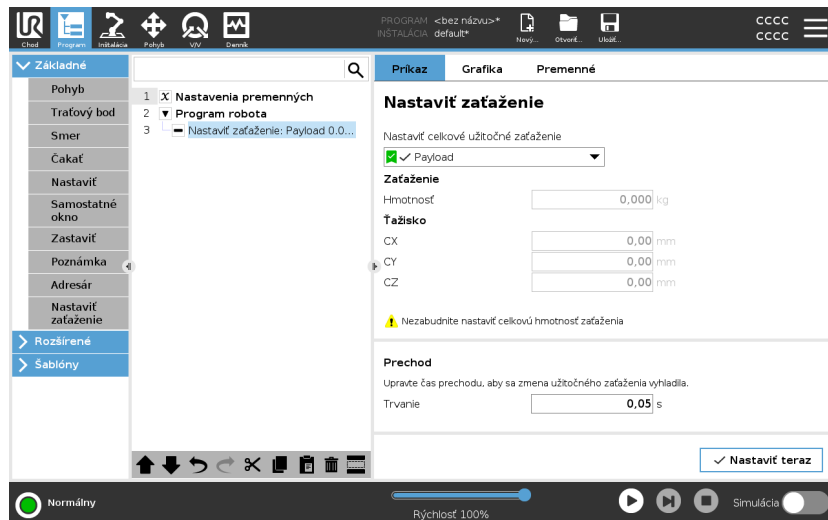 UR
Chod
Program
Inštalácia
Pohyb
V/V
Denník
PROGRAM <bez názvu>*
INŠTALÁCIA default*
Nový...
Otvoriť...
Uložiť...
CCCC
CCCC
Základné
Pohyb
Traťový bod
Smer
Čakať
Nastaviť
Samostatné
okno
Zastaviť
Poznámka
Adresár
Nastaviť
zaťaženie
Rozšírené
Šablóny
1 X Nastavenia premenných
2 Program robota
3 Nastaviť zaťaženie: Payload 0.0...
Príkaz Grafika Premenné
Nastaviť zaťaženie
Nastaviť celkové užitočné zaťaženie
Payload
Zaťaženie
Hmotnosť 0,000 kg
Ťažisko
CX 0,00 mm
CY 0,00 mm
CZ 0,00 mm
Nezabudnite nastaviť celkovú hmotnosť zaťaženia
Prechod
Upravte čas prechodu, aby sa zmena užitočného zaťaženia vyhladila.
Trvanie 0,05 s
Nastaviť teraz
Normálny
Rýchlosť 100%
Simulácia